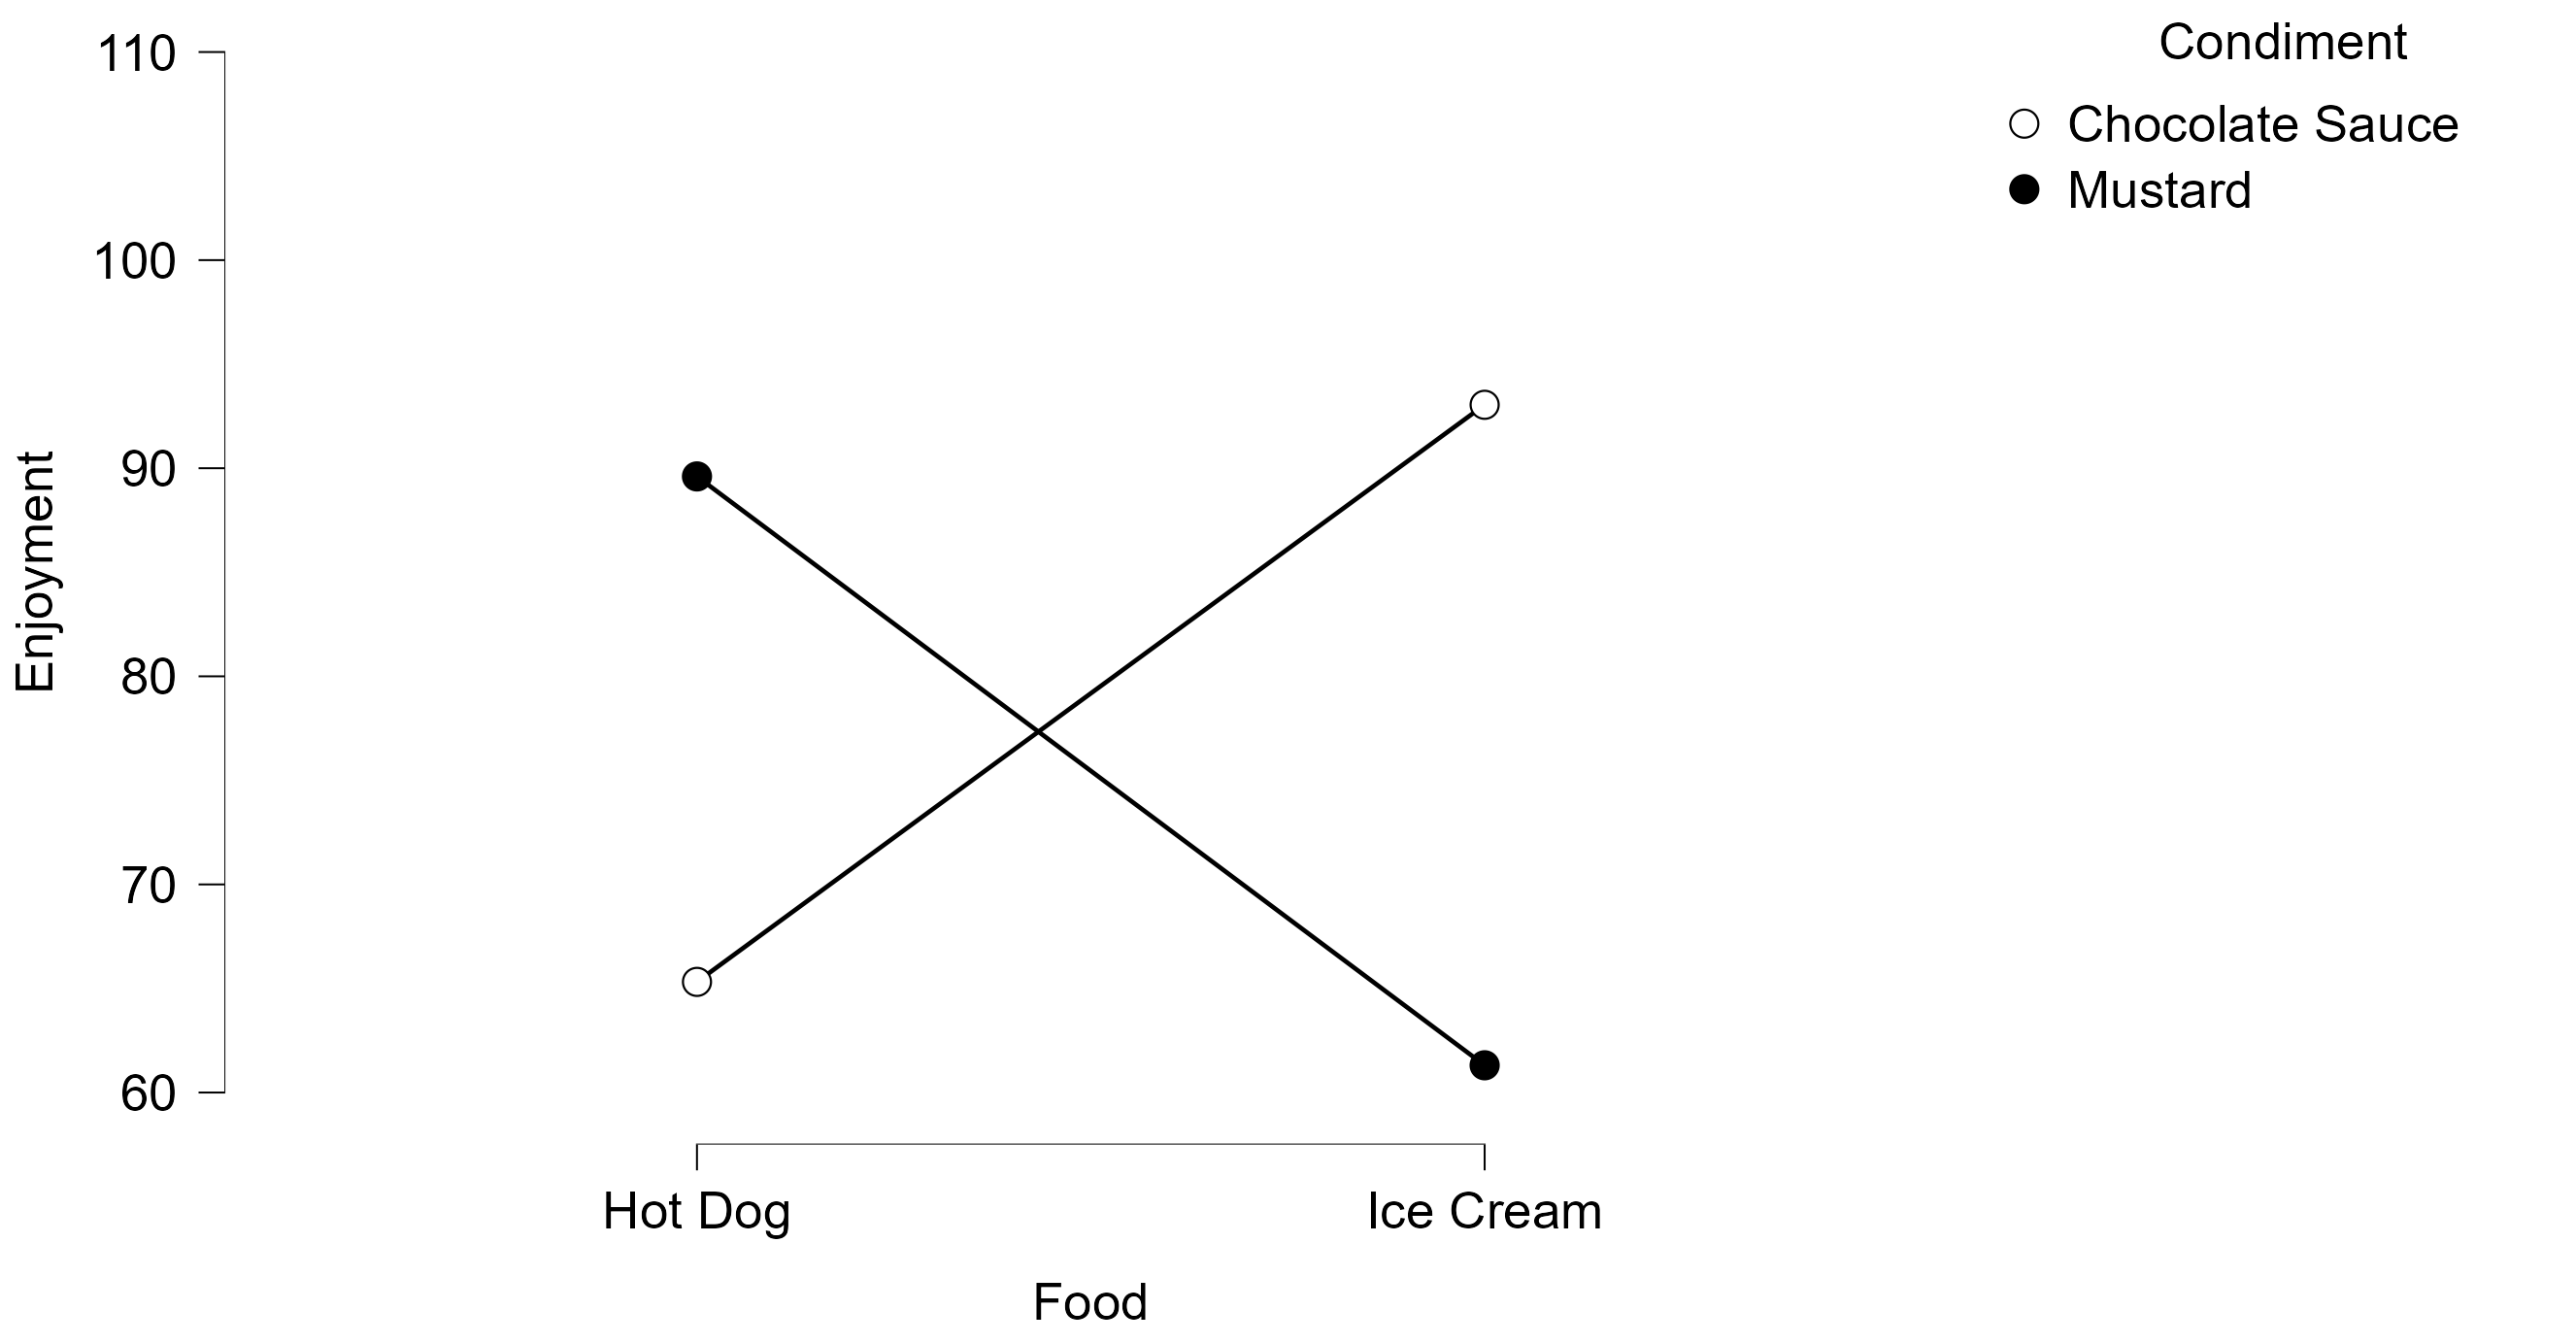 Condiment
Chocolate Sauce
Mustard
Enjoyment
110
100
90
80
70
60
Hot Dog
Ice Cream
Food